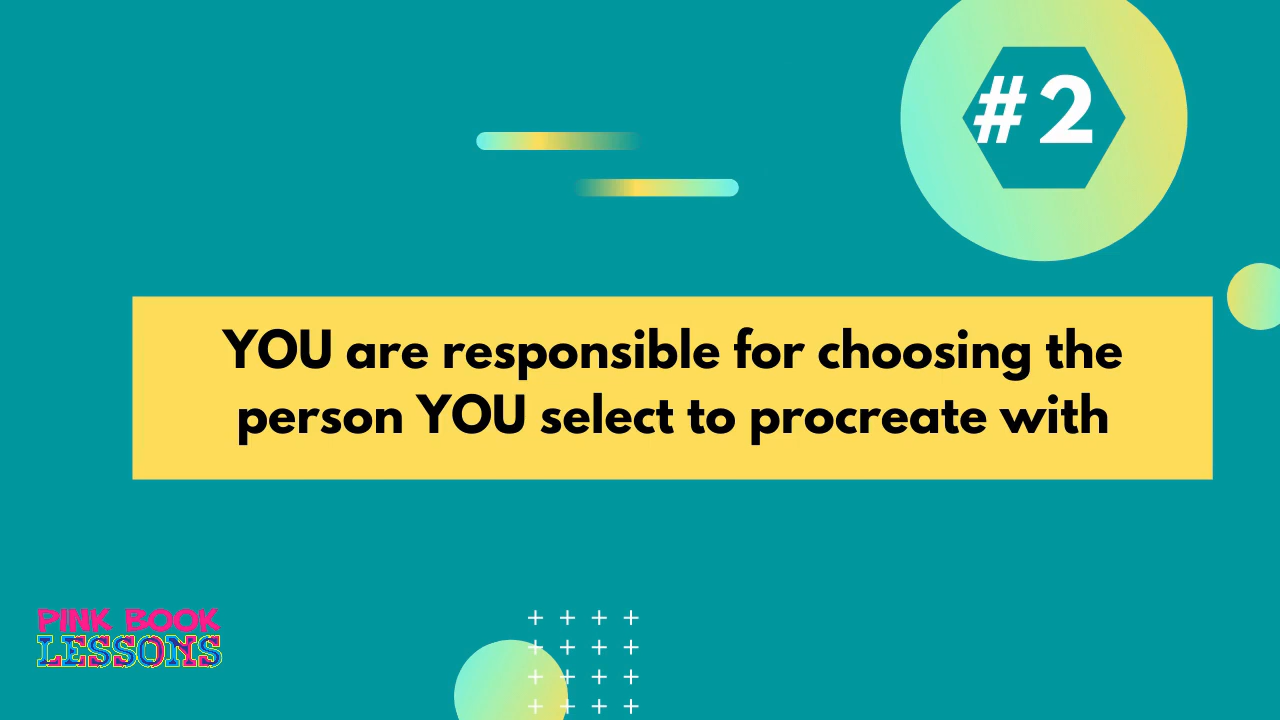 #2
YOU are responsible for choosing the
person YOU select to procreate with
PINK BOOK
LESSONS